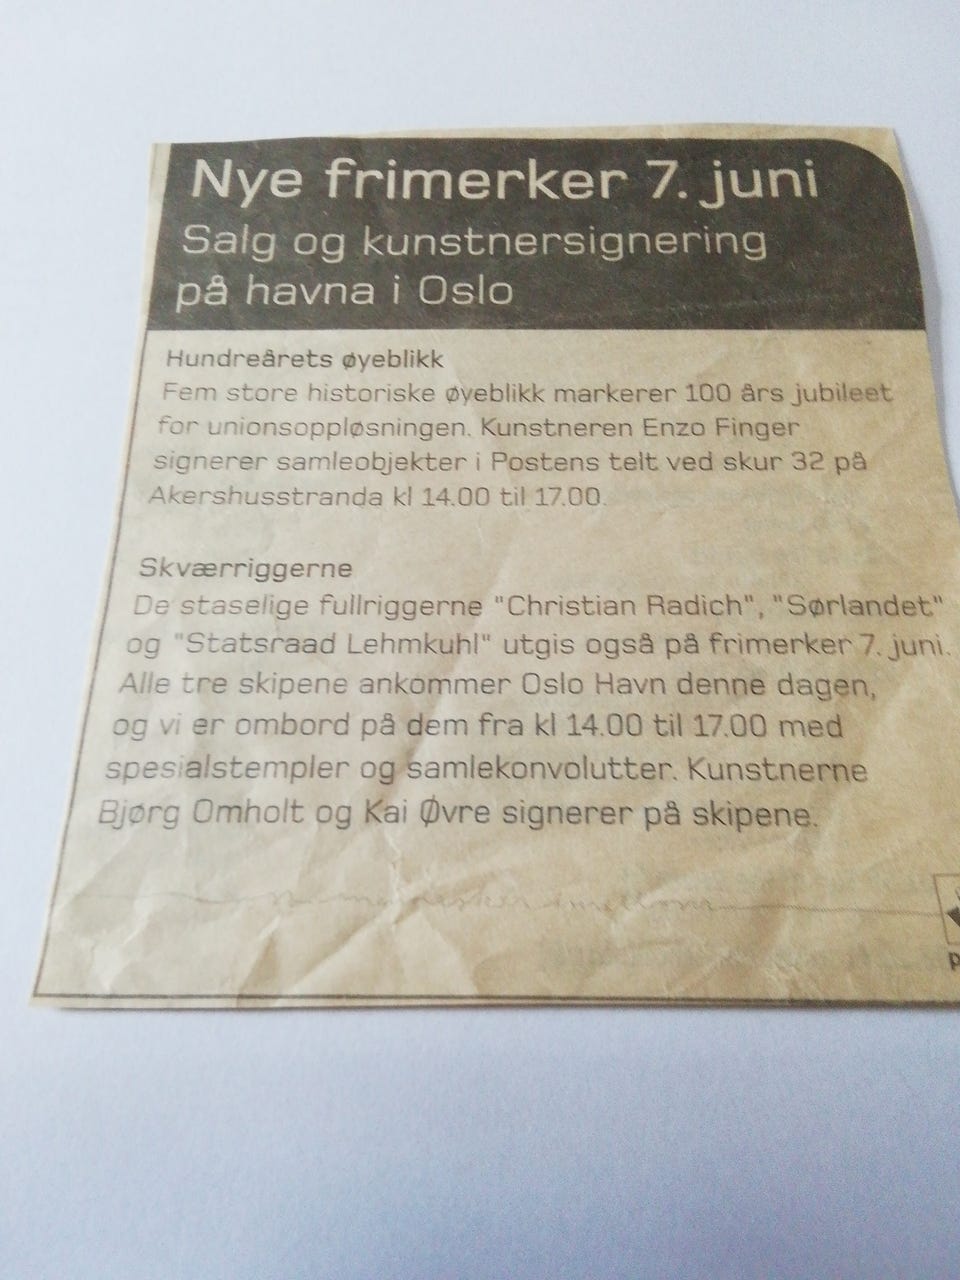 Nye frimerker 7. juni
Salg og kunstnersignering
på havna i Oslo
Hundreårets øyeblikk
Fem store historiske øyeblikk markerer 100 års jubileet
for unionsoppløsningen. Kunstneren Enzo Finger
signerer samleobjekter i Postens telt ved skur 32 på
Akershusstranda kl 14.00 til 17.00.
Skværriggerne
De staselige fullriggerne "Christian Radich", "Sørlandet"
og "Statsraad Lehmkuhl" utgis også på frimerker 7. juni.
Alle tre skipene ankommer Oslo Havn denne dagen,
og vi er ombord på dem fra kl 14.00 til 17.00 med
spesialstempler og samlekonvolutter. Kunstnerne
Bjørg Omholt og Kai Øvre signerer på skipene.
mennesker imellom